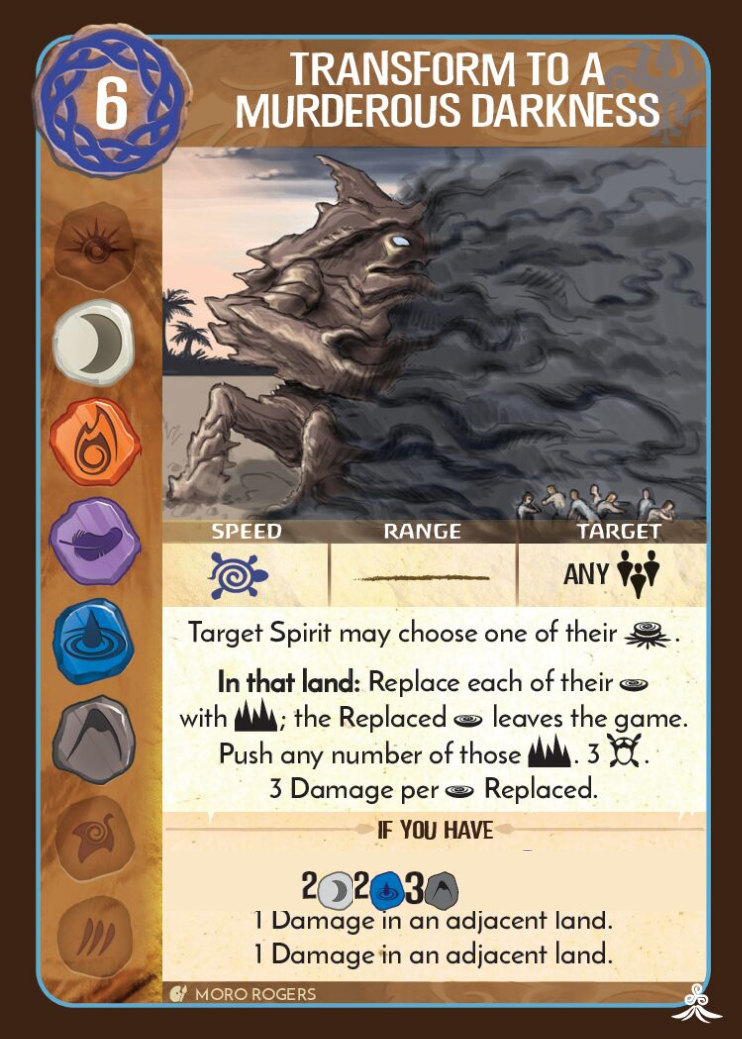 6
TRANSFORM TO A
MURDEROUS DARKNESS
SPEED RANGE TARGET
ANY
Target Spirit may choose one of their .
In that land: Replace each of their
with ; the Replaced leaves the game.
Push any number of those . 3 .
3 Damage per Replaced.
IF YOU HAVE
2 2 3
1 Damage in an adjacent land.
1 Damage in an adjacent land.
MORO ROGERS